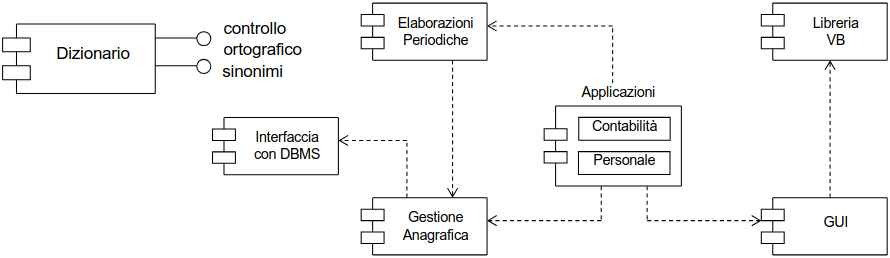 Dizionario
controllo
ortografico
sinonimi
Elaborazioni
Periodiche
Libreria
VB
Applicazioni
Contabilità
Personale
Interfaccia
con DBMS
Gestione
Anagrafica
GUI